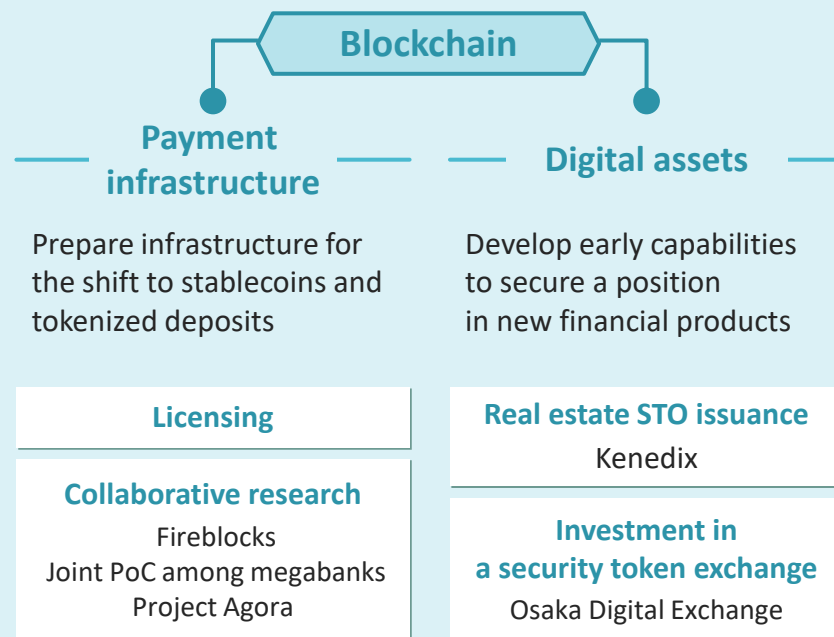 Blockchain
Payment
infrastructure
Prepare infrastructure for
the shift to stablecoins and
tokenized deposits
Licensing
Collaborative research
Fireblocks
Joint PoC among megabanks
Project Agora
Digital assets
Develop early capabilities
to secure a position
in new financial products
Real estate STO issuance
Kenedix
Investment in
a security token exchange
Osaka Digital Exchange